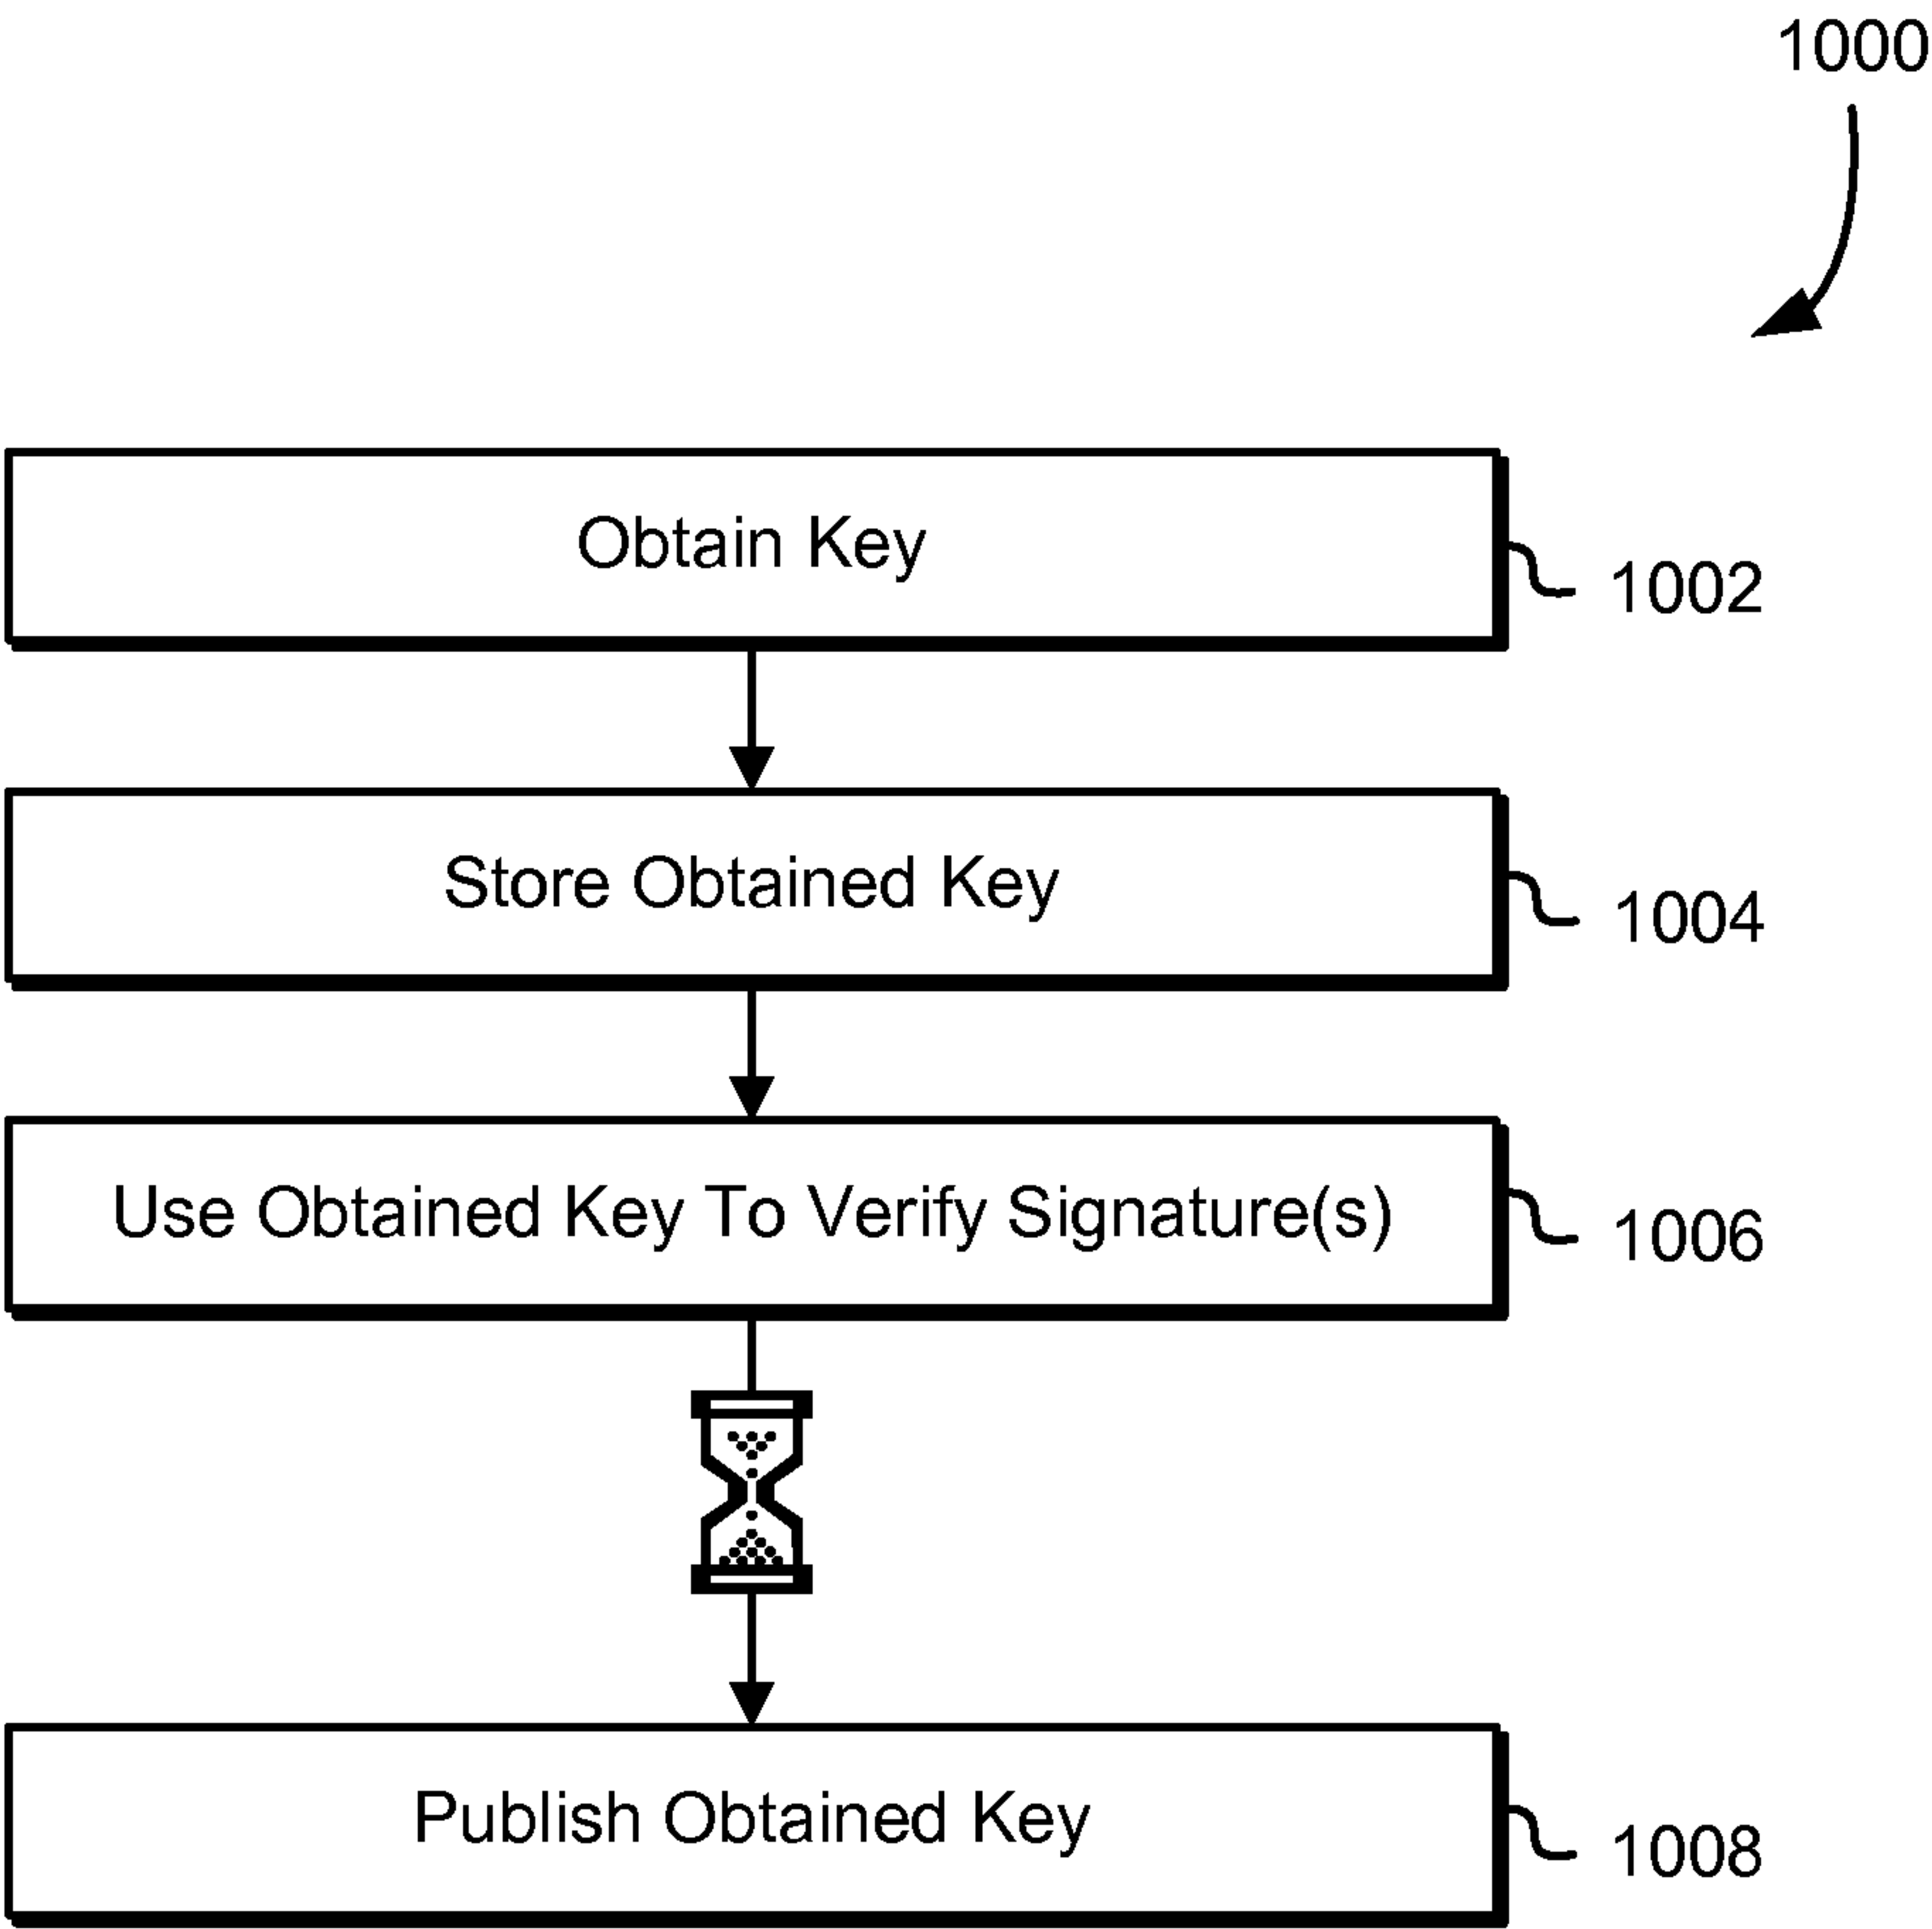 1000
Obtain Key
1002
Store Obtained Key
1004
Use Obtained Key To Verify Signature(s)
1006
Publish Obtained Key
1008